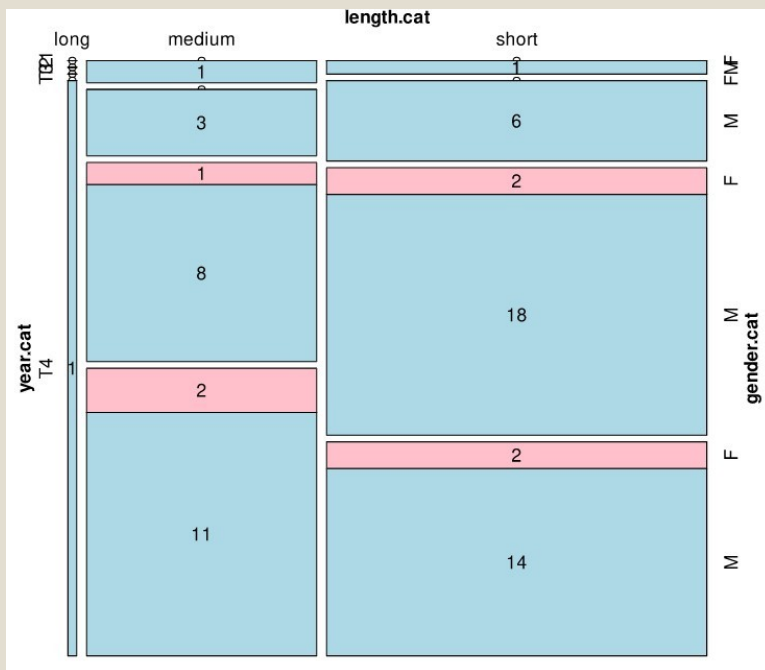 length.cat
long medium short
1 1
3 6
1 2
8 18
year.cat T4 1 gender.cat
2 2
11 14
F
M
F
M
F
M